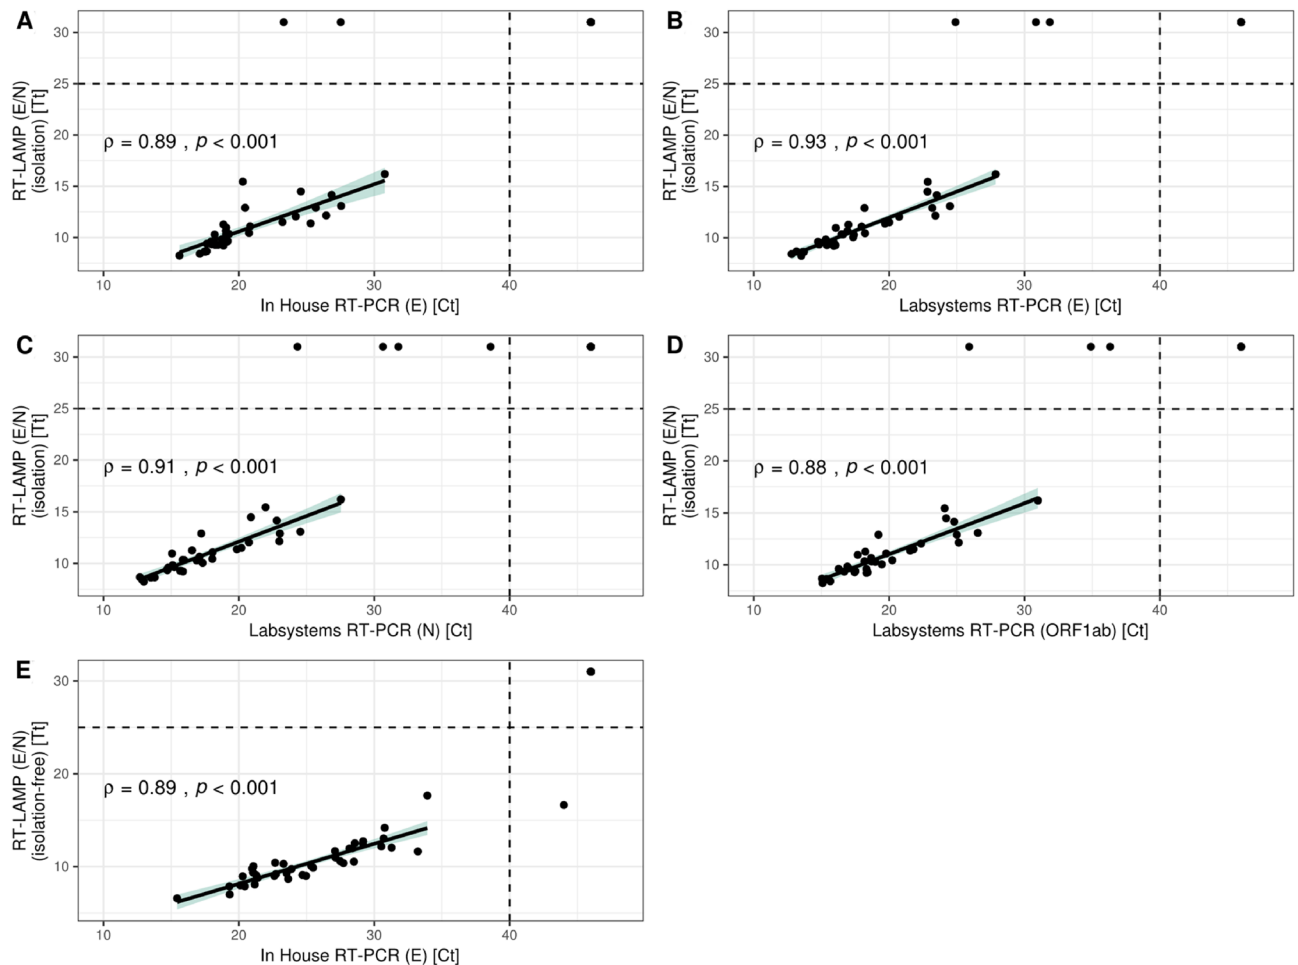 A
RT-LAMP (E/N)
(isolation) [Tt]
30
25
20
15
10
ρ = 0.89 , p < 0.001
10 20 30 40
In House RT-PCR (E) [Ct]
B
RT-LAMP (E/N)
(isolation) [Tt]
30
25
20
15
10
ρ = 0.93 , p < 0.001
10 20 30 40
Labsystems RT-PCR (E) [Ct]
C
RT-LAMP (E/N)
(isolation) [Tt]
30
25
20
15
10
ρ = 0.91 , p < 0.001
10 20 30 40
Labsystems RT-PCR (N) [Ct]
D
RT-LAMP (E/N)
(isolation) [Tt]
30
25
20
15
10
ρ = 0.88 , p < 0.001
10 20 30 40
Labsystems RT-PCR (ORF1ab) [Ct]
E
RT-LAMP (E/N)
(isolation-free) [Tt]
30
20
10
ρ = 0.89 , p < 0.001
10 20 30 40
In House RT-PCR (E) [Ct]